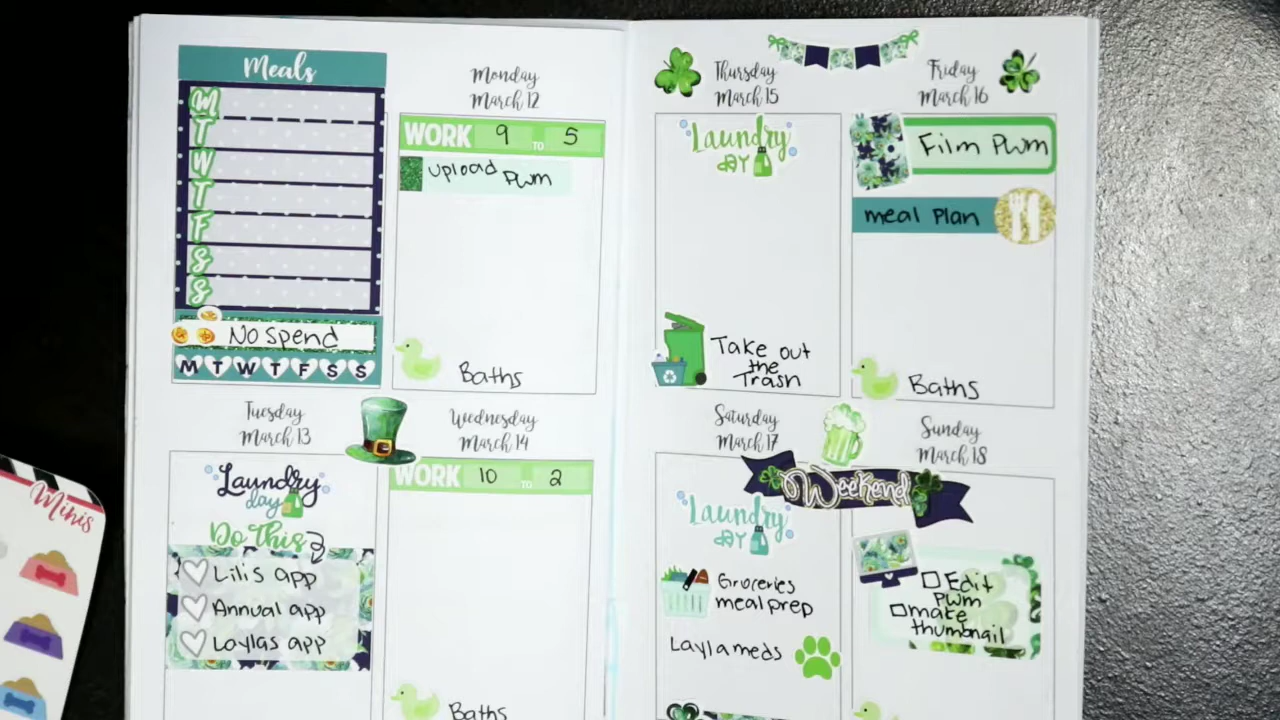 Meals
M
T
W
T
F
S
S
No spend
M T W T F S S
Monday
March 12
WORK 9 TO 5
upload Pwm
Baths
Tuesday
March 13
Laundry
day
Do This
Lili's app
Annual app
Laylas app
Wednesday
March 14
WORK 10 TO 2
Baths
Thursday
March 15
Laundry
DAY
Take out
the
Trash
Friday
March 16
Film Pwm
meal plan
Baths
Saturday
March 17
Weekend
Laundry
DAY
Groceries
meal prep
Layla meds
Sunday
March 18
Edit
Pwm
make
thumbnail
Minis